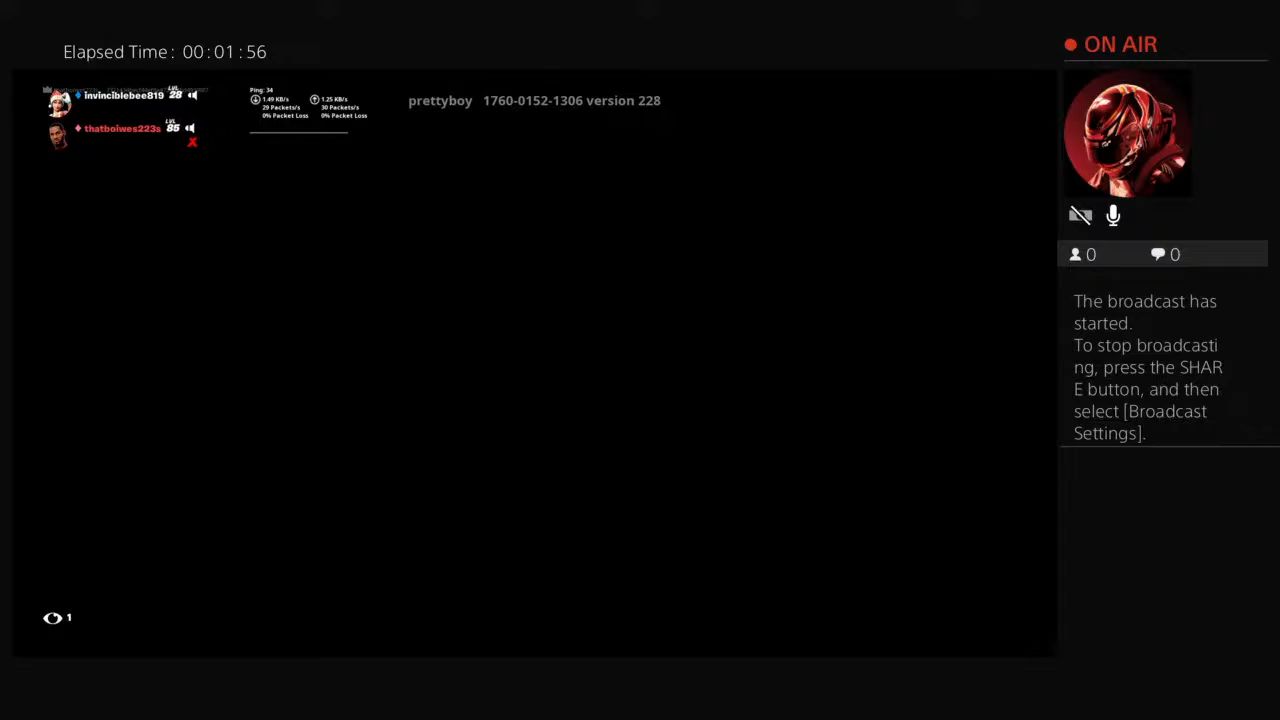 Elapsed Time: 00:01:56
ON AIR
invinciblebee819 LVL 28
thatboiwes223s LVL 85
X
Ping: 34
1.49 KB/s 1.25 KB/s
29 Packets/s 30 Packets/s
0% Packet Loss 0% Packet Loss
prettyboy 1760-0152-1306 version 228
0 0
The broadcast has
started.
To stop broadcasti
ng, press the SHAR
E button, and then
select [Broadcast
Settings].
1